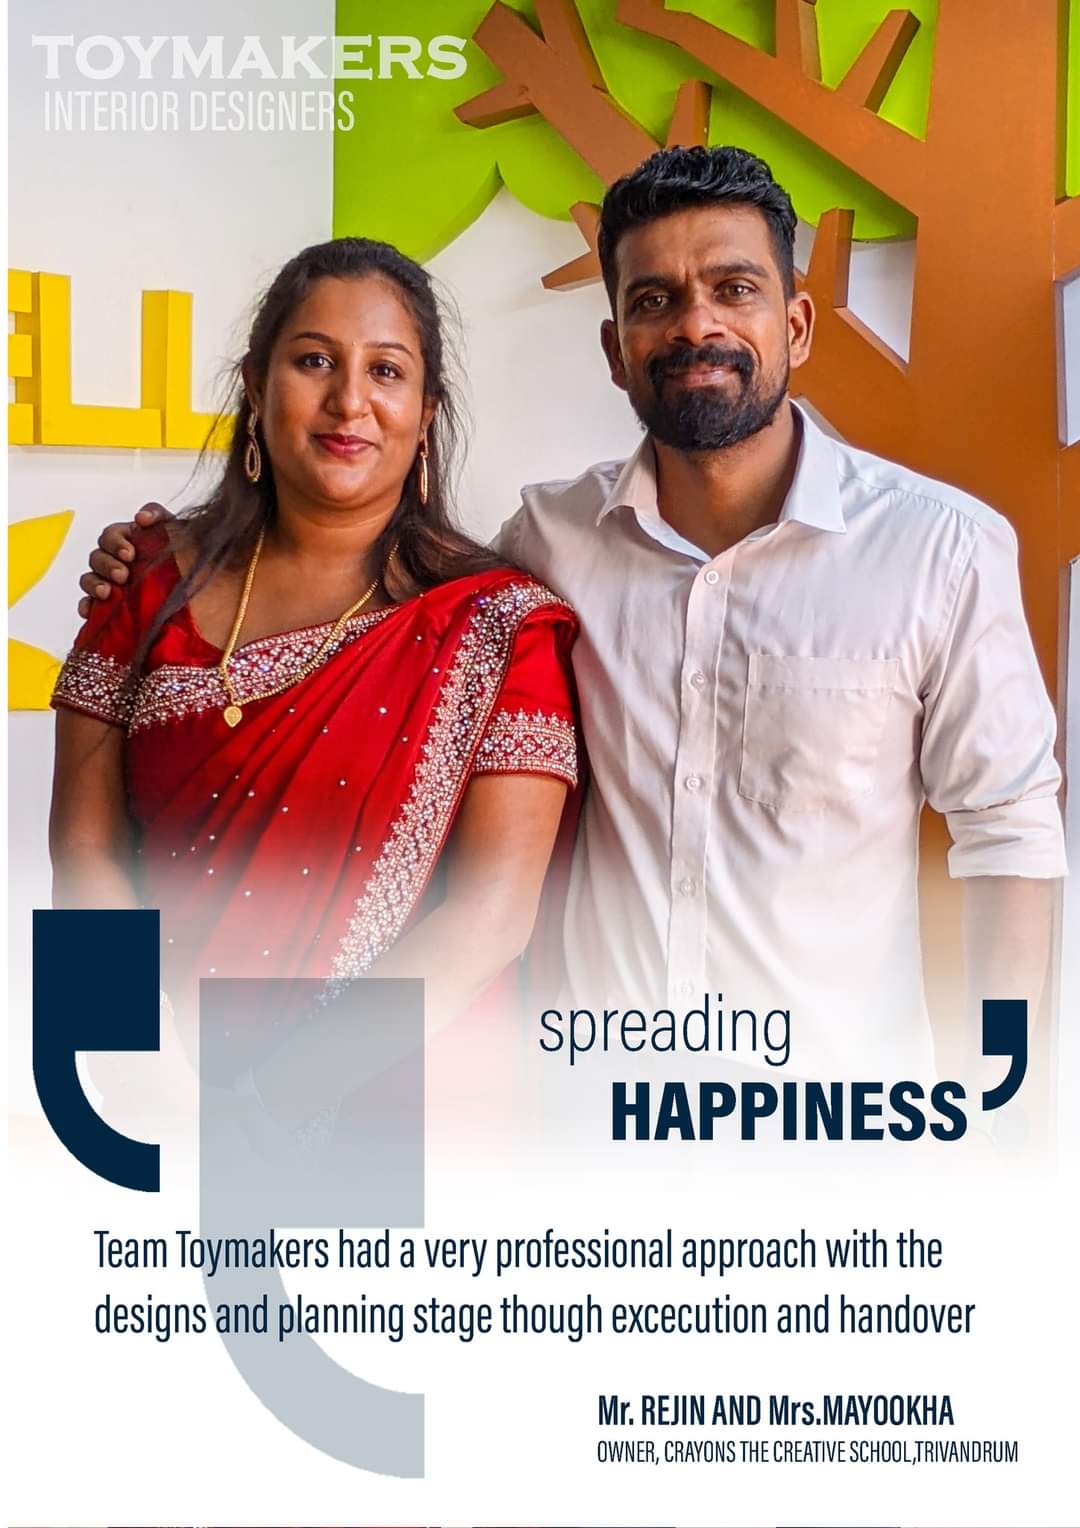 TOYMAKERS
INTERIOR DESIGNERS
ELL
spreading
HAPPINESS
Team Toymakers had a very professional approach with the
designs and planning stage though excecution and handover
Mr. REJIN AND Mrs.MAYOOKHA
OWNER, CRAYONS THE CREATIVE SCHOOL,TRIVANDRUM